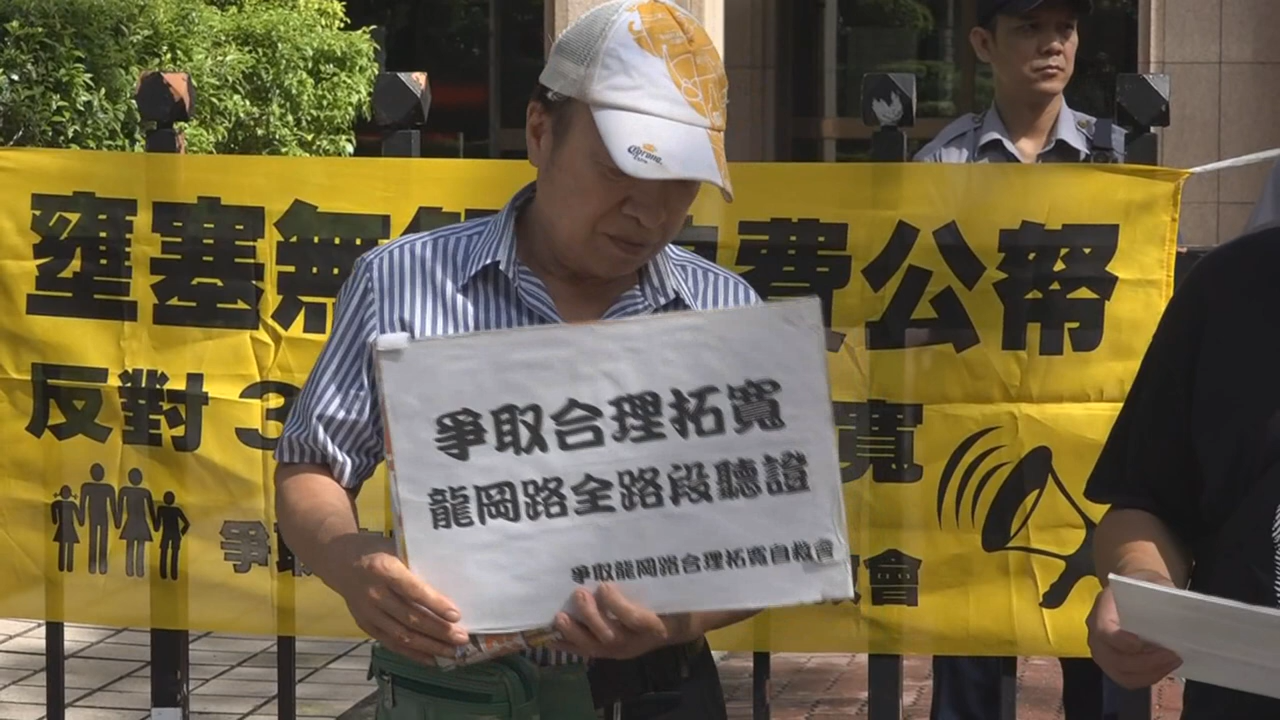 壅塞無 費公帑
反對 3 寬
爭取 會
Corona
爭取合理拓寬
龍岡路全路段聽證
爭取龍岡路合理拓寬自救會